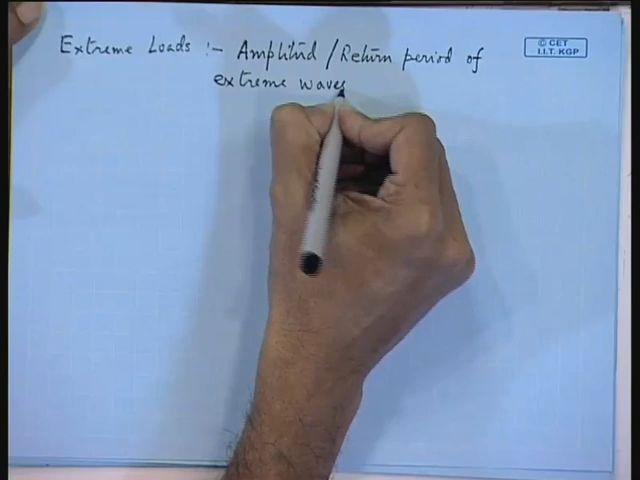 Extreme Loads :- Amplitud / Return period of
extreme waves
© CET
I.I.T. KGP